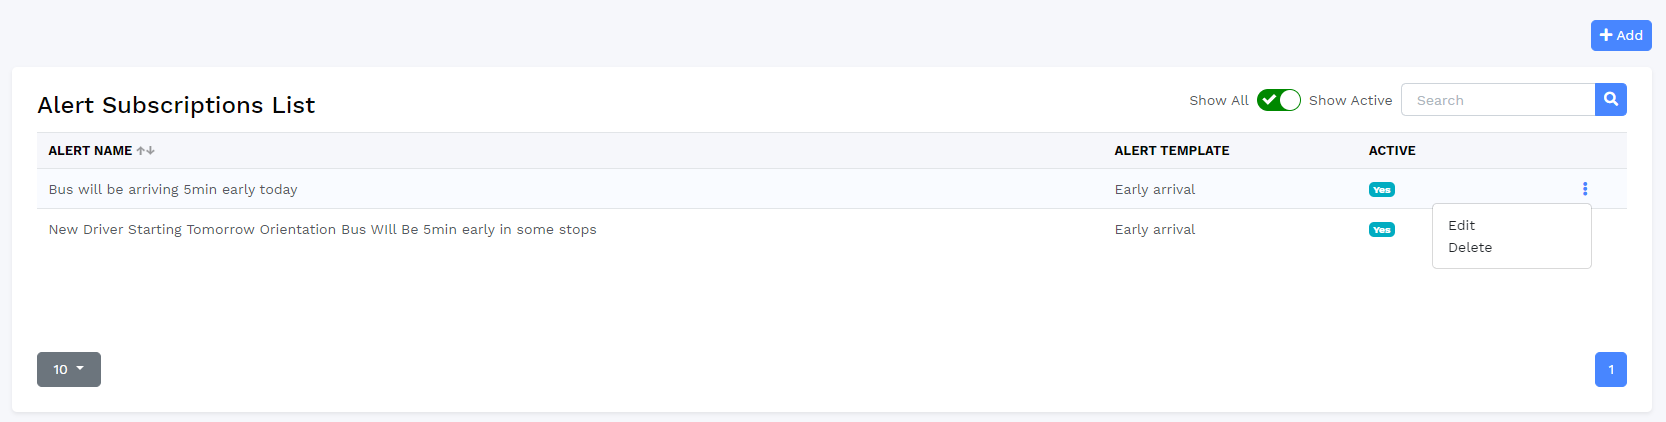 Add
Alert Subscriptions List
Show All Show Active Search
ALERT NAME ALERT TEMPLATE ACTIVE
Bus will be arriving 5min early today Early arrival Yes
New Driver Starting Tomorrow Orientation Bus WIll Be 5min early in some stops Early arrival Yes
Edit
Delete
10 1